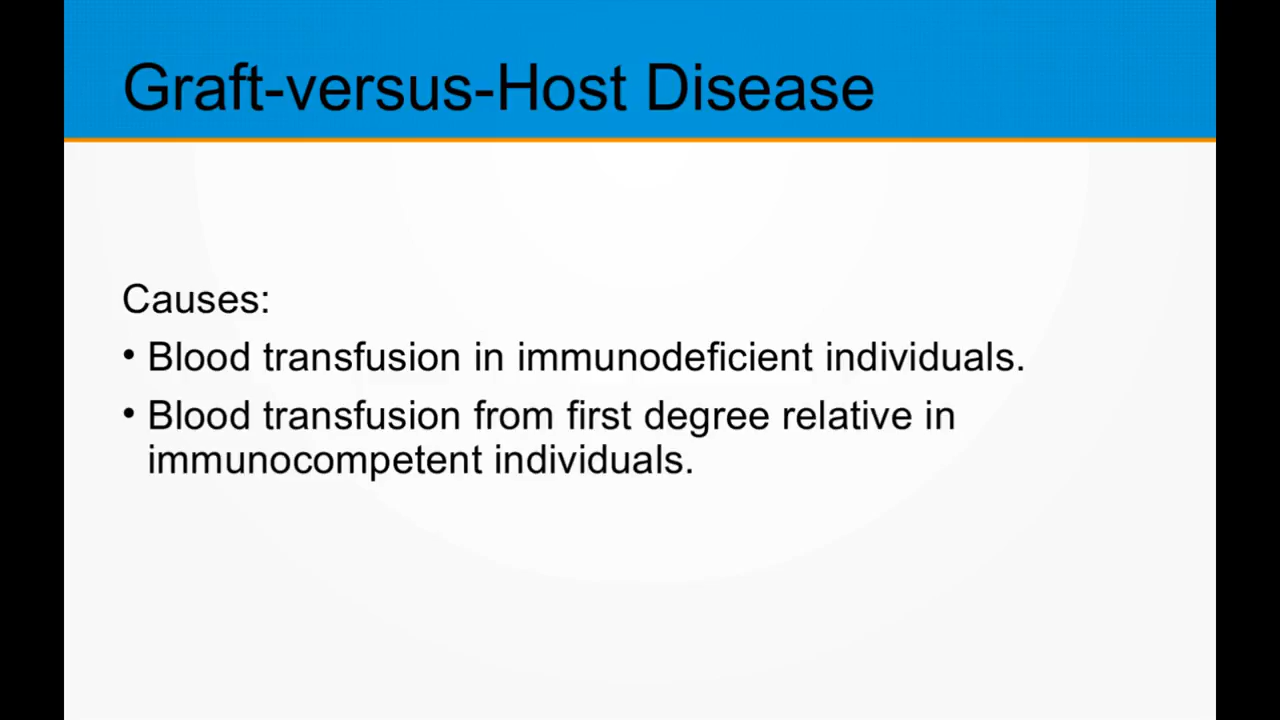 Graft-versus-Host Disease
Causes:
• Blood transfusion in immunodeficient individuals.
• Blood transfusion from first degree relative in
immunocompetent individuals.